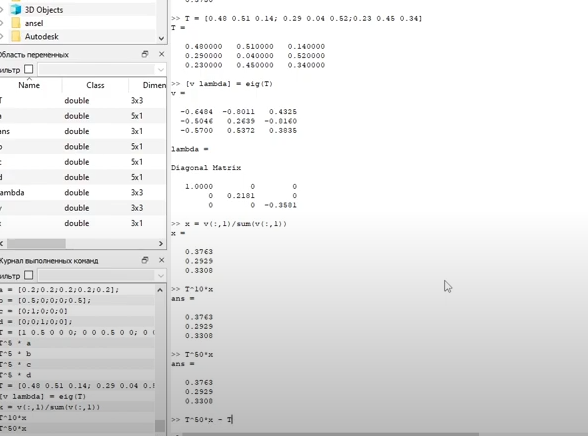 3D Objects
ansel
Autodesk
Область переменных
ильтр
Name Class Dimen
T double 3x3
a double 5x1
ans double 3x1
b double 5x1
c double 5x1
d double 5x1
ambda double 3x3
v double 3x3
x double 3x1
Журнал выполненных команд
ильтр
a = [0.2;0.2;0.2;0.2;0.2];
b = [0.5;0;0;0;0.5];
c = [0;1;0;0;0]
d = [0;0;1;0;0];
T = [1 0.5 0 0 0; 0 0 0.5 0 0; 0 0
T^5 * a
T^5 * b
T^5 * c
T^5 * d
T = [0.48 0.51 0.14; 0.29 0.04 0.5
[v lambda] = eig(T)
x = v(:,1)/sum(v(:,1))
T^10*x
T^50*x
>> T = [0.48 0.51 0.14; 0.29 0.04 0.52;0.23 0.45 0.34]
T =
0.480000 0.510000 0.140000
0.290000 0.040000 0.520000
0.230000 0.450000 0.340000
>> [v lambda] = eig(T)
v =
-0.6484 -0.8011 0.4325
-0.5046 0.2639 -0.8160
-0.5700 0.5372 0.3835
lambda =
Diagonal Matrix
1.0000 0 0
0 0.2181 0
0 0 -0.3581
>> x = v(:,1)/sum(v(:,1))
x =
0.3763
0.2929
0.3308
>> T^10*x
ans =
0.3763
0.2929
0.3308
>> T^50*x
ans =
0.3763
0.2929
0.3308
>> T^50*x - T